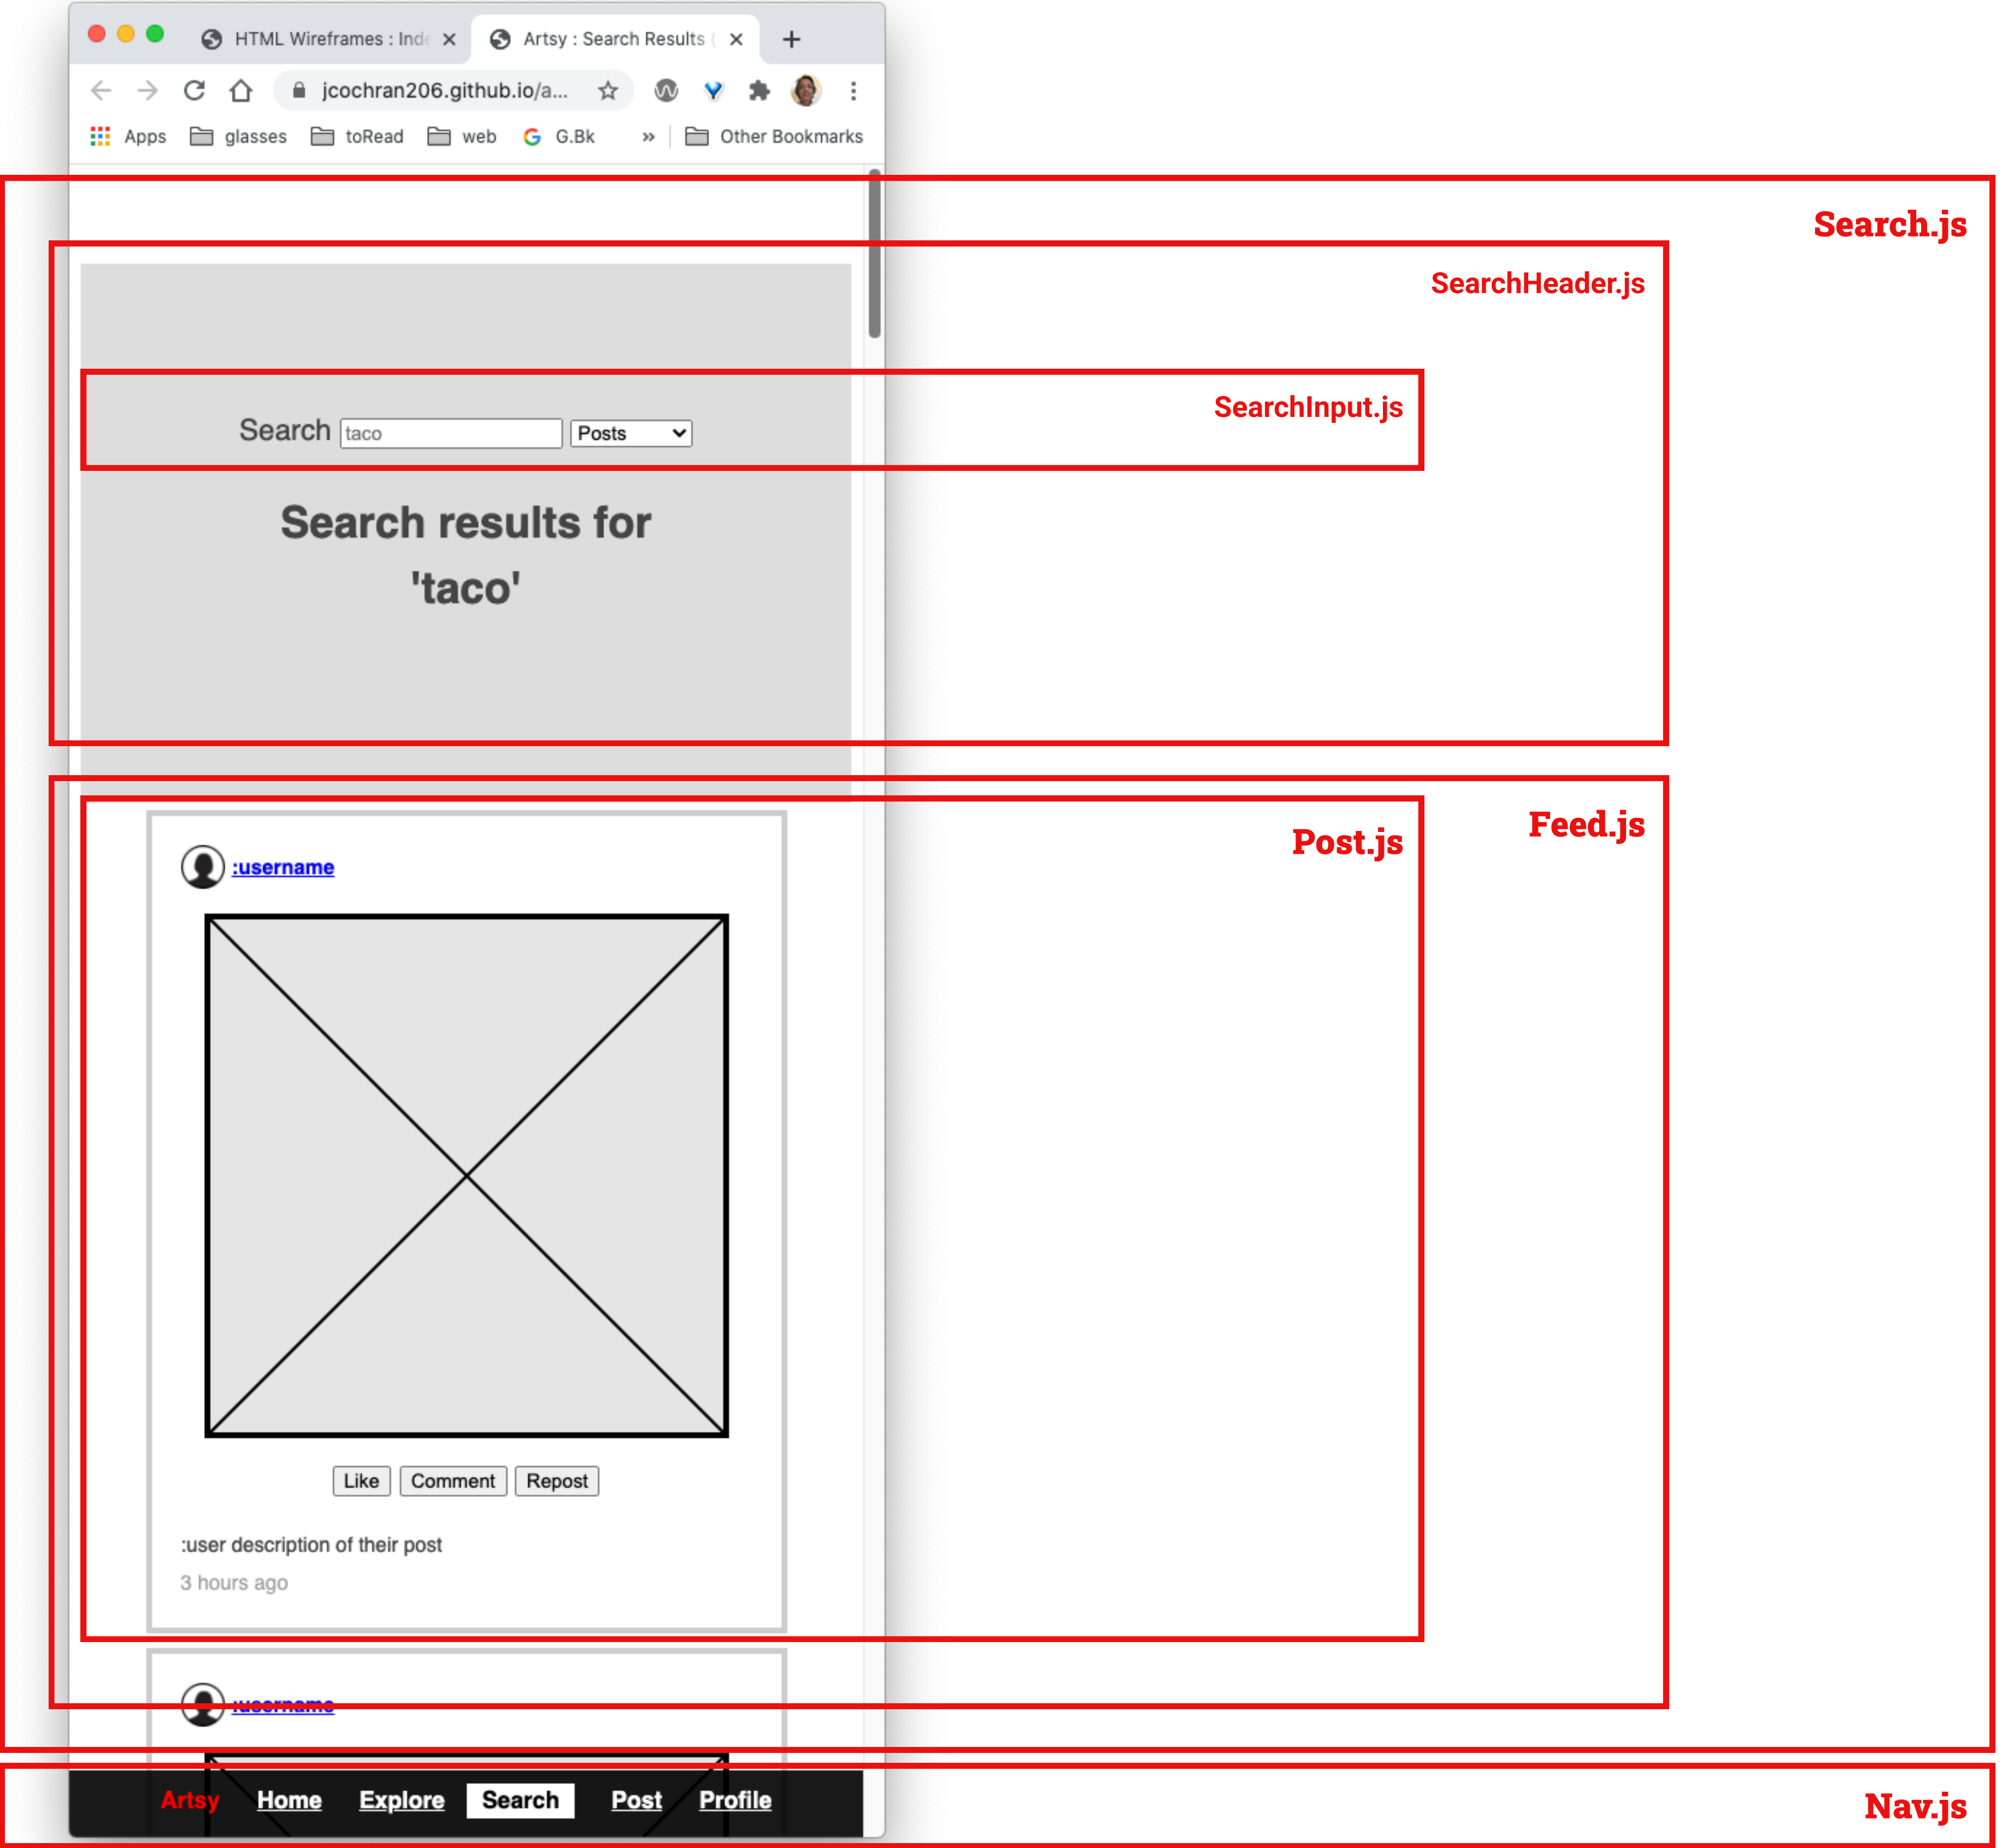 HTML Wireframes : Inde
Artsy : Search Results (
jcochran206.github.io/a...
Apps glasses toRead web G.Bk » Other Bookmarks
Search.js
SearchHeader.js
SearchInput.js
Search taco Posts
Search results for
'taco'
Feed.js
Post.js
:username
Like Comment Repost
:user description of their post
3 hours ago
:username
Artsy Home Explore Search Post Profile
Nav.js